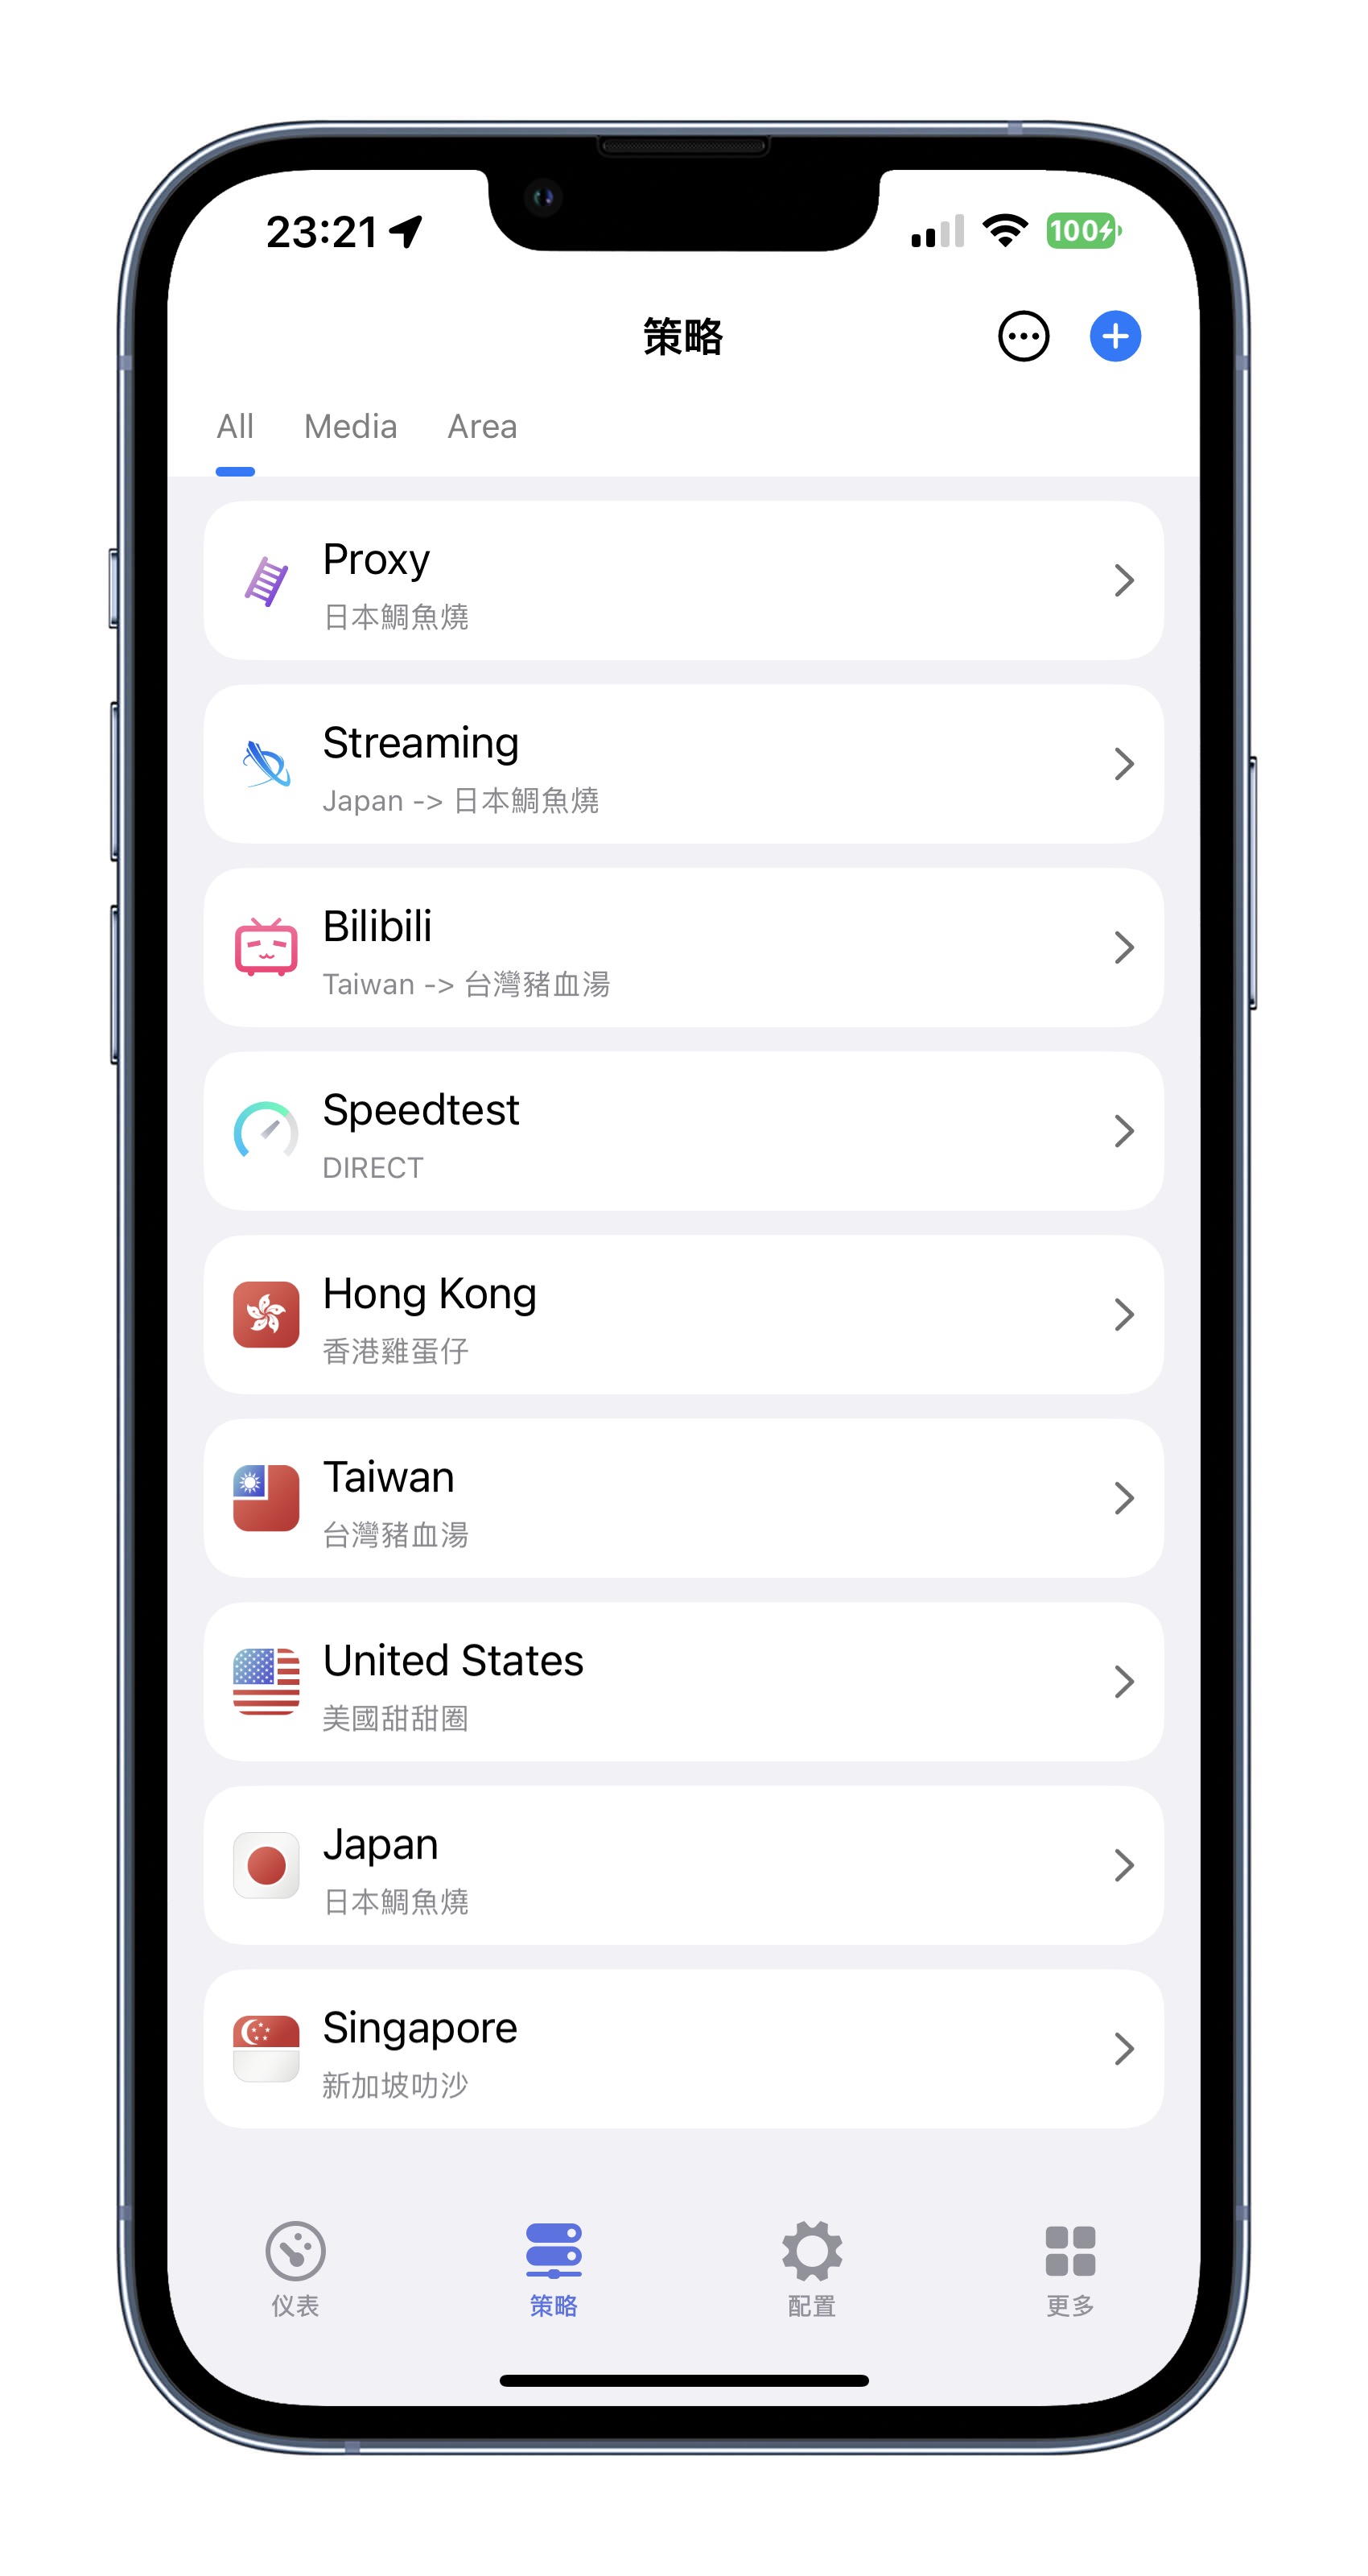 23:21
100
策略
All Media Area
Proxy
日本鯛魚燒
Streaming
Japan -> 日本鯛魚燒
Bilibili
Taiwan -> 台灣豬血湯
Speedtest
DIRECT
Hong Kong
香港雞蛋仔
Taiwan
台灣豬血湯
United States
美國甜甜圈
Japan
日本鯛魚燒
Singapore
新加坡叻沙
仪表 策略 配置 更多